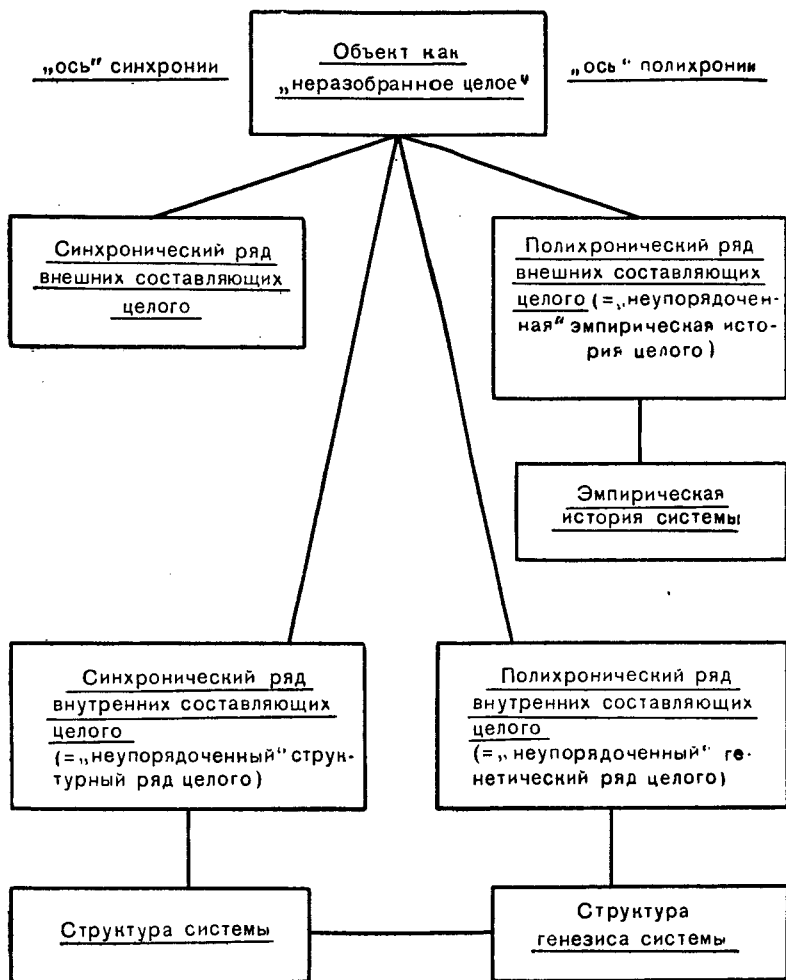 „ось" синхронии
Объект как
„неразобранное целое"
„ось" полихронии
Синхронический ряд
внешних составляющих
целого
Полихронический ряд
внешних составляющих
целого (=„неупорядочен-
ная" эмпирическая исто-
рия целого)
Эмпирическая
история системы
Синхронический ряд
внутренних составляющих
целого
(=„неупорядоченный" струк-
турный ряд целого)
Полихронический ряд
внутренних составляющих
целого
(=„неупорядоченный" ге-
нетический ряд целого)
Структура системы
Структура
генезиса системы